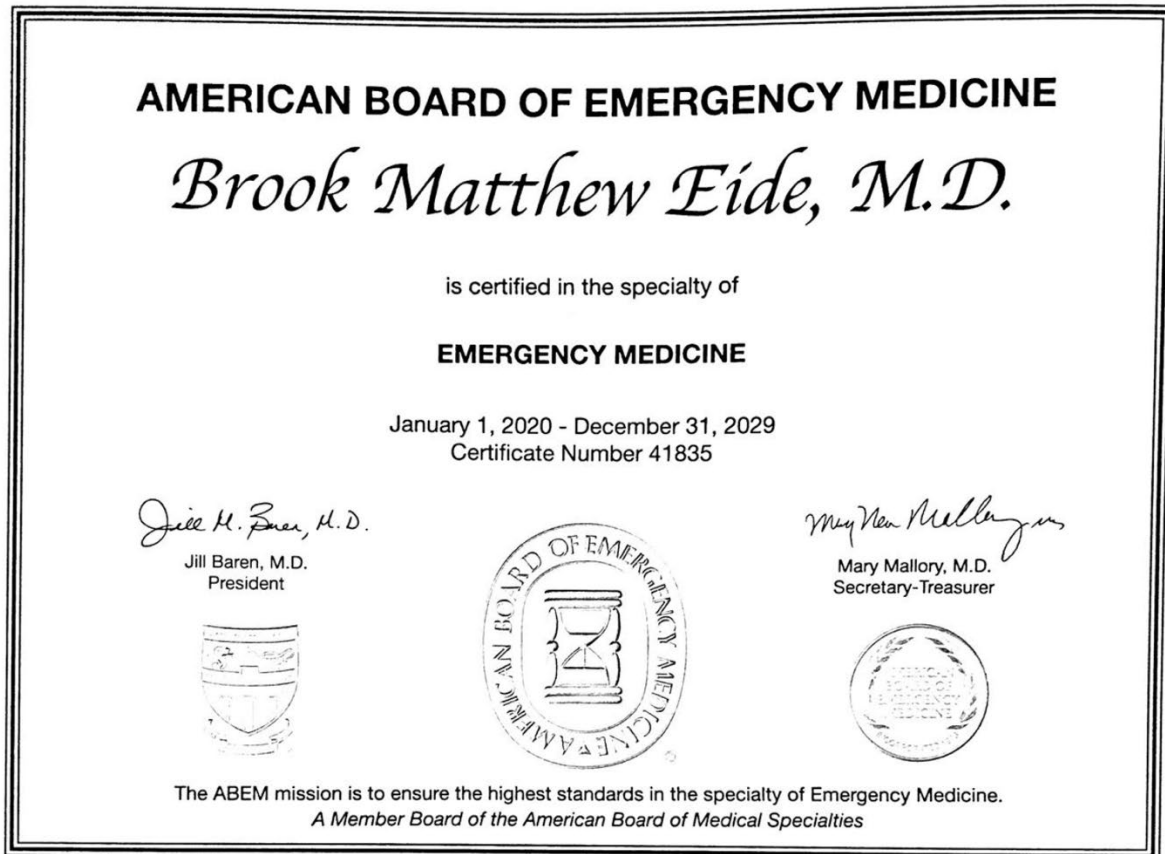 AMERICAN BOARD OF EMERGENCY MEDICINE
Brook Matthew Eide, M.D.
is certified in the specialty of
EMERGENCY MEDICINE
January 1, 2020 - December 31, 2029
Certificate Number 41835
Jill M. Baren, M.D.
Jill Baren, M.D.
President
Mary Mallory, M.D.
Secretary-Treasurer
AMERICAN BOARD OF EMERGENCY MEDICINE
The ABEM mission is to ensure the highest standards in the specialty of Emergency Medicine.
A Member Board of the American Board of Medical Specialties